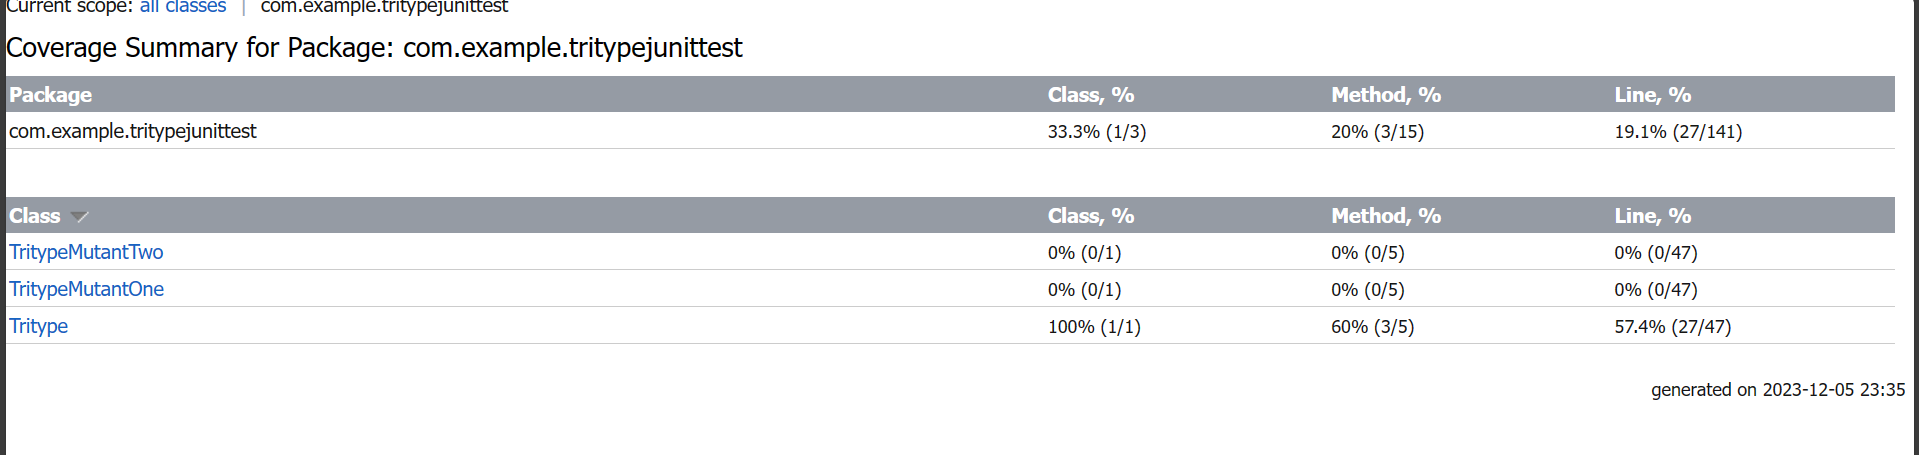 Current scope: all classes | com.example.tritypejunittest
Coverage Summary for Package: com.example.tritypejunittest
Package Class, % Method, % Line, %
com.example.tritypejunittest 33.3% (1/3) 20% (3/15) 19.1% (27/141)
Class Class, % Method, % Line, %
TritypeMutantTwo 0% (0/1) 0% (0/5) 0% (0/47)
TritypeMutantOne 0% (0/1) 0% (0/5) 0% (0/47)
Tritype 100% (1/1) 60% (3/5) 57.4% (27/47)
generated on 2023-12-05 23:35